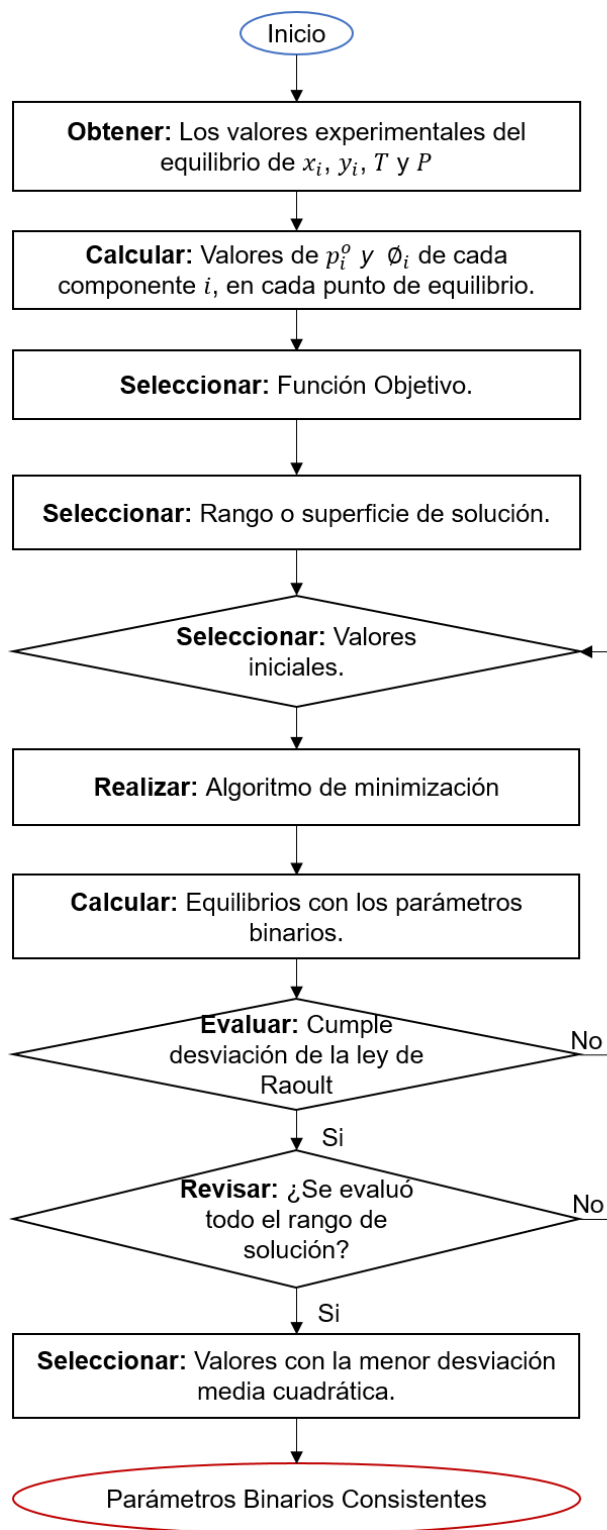 Inicio
Obtener: Los valores experimentales del
equilibrio de xᵢ, yᵢ, T y P
Calcular: Valores de pᵢᵒ y ∅ᵢ de cada
componente i, en cada punto de equilibrio.
Seleccionar: Función Objetivo.
Seleccionar: Rango o superficie de solución.
Seleccionar: Valores
iniciales.
Realizar: Algoritmo de minimización
Calcular: Equilibrios con los parámetros
binarios.
Evaluar: Cumple
desviación de la ley de
Raoult
No
Si
Revisar: ¿Se evaluó
todo el rango de
solución?
No
Si
Seleccionar: Valores con la menor desviación
media cuadrática.
Parámetros Binarios Consistentes